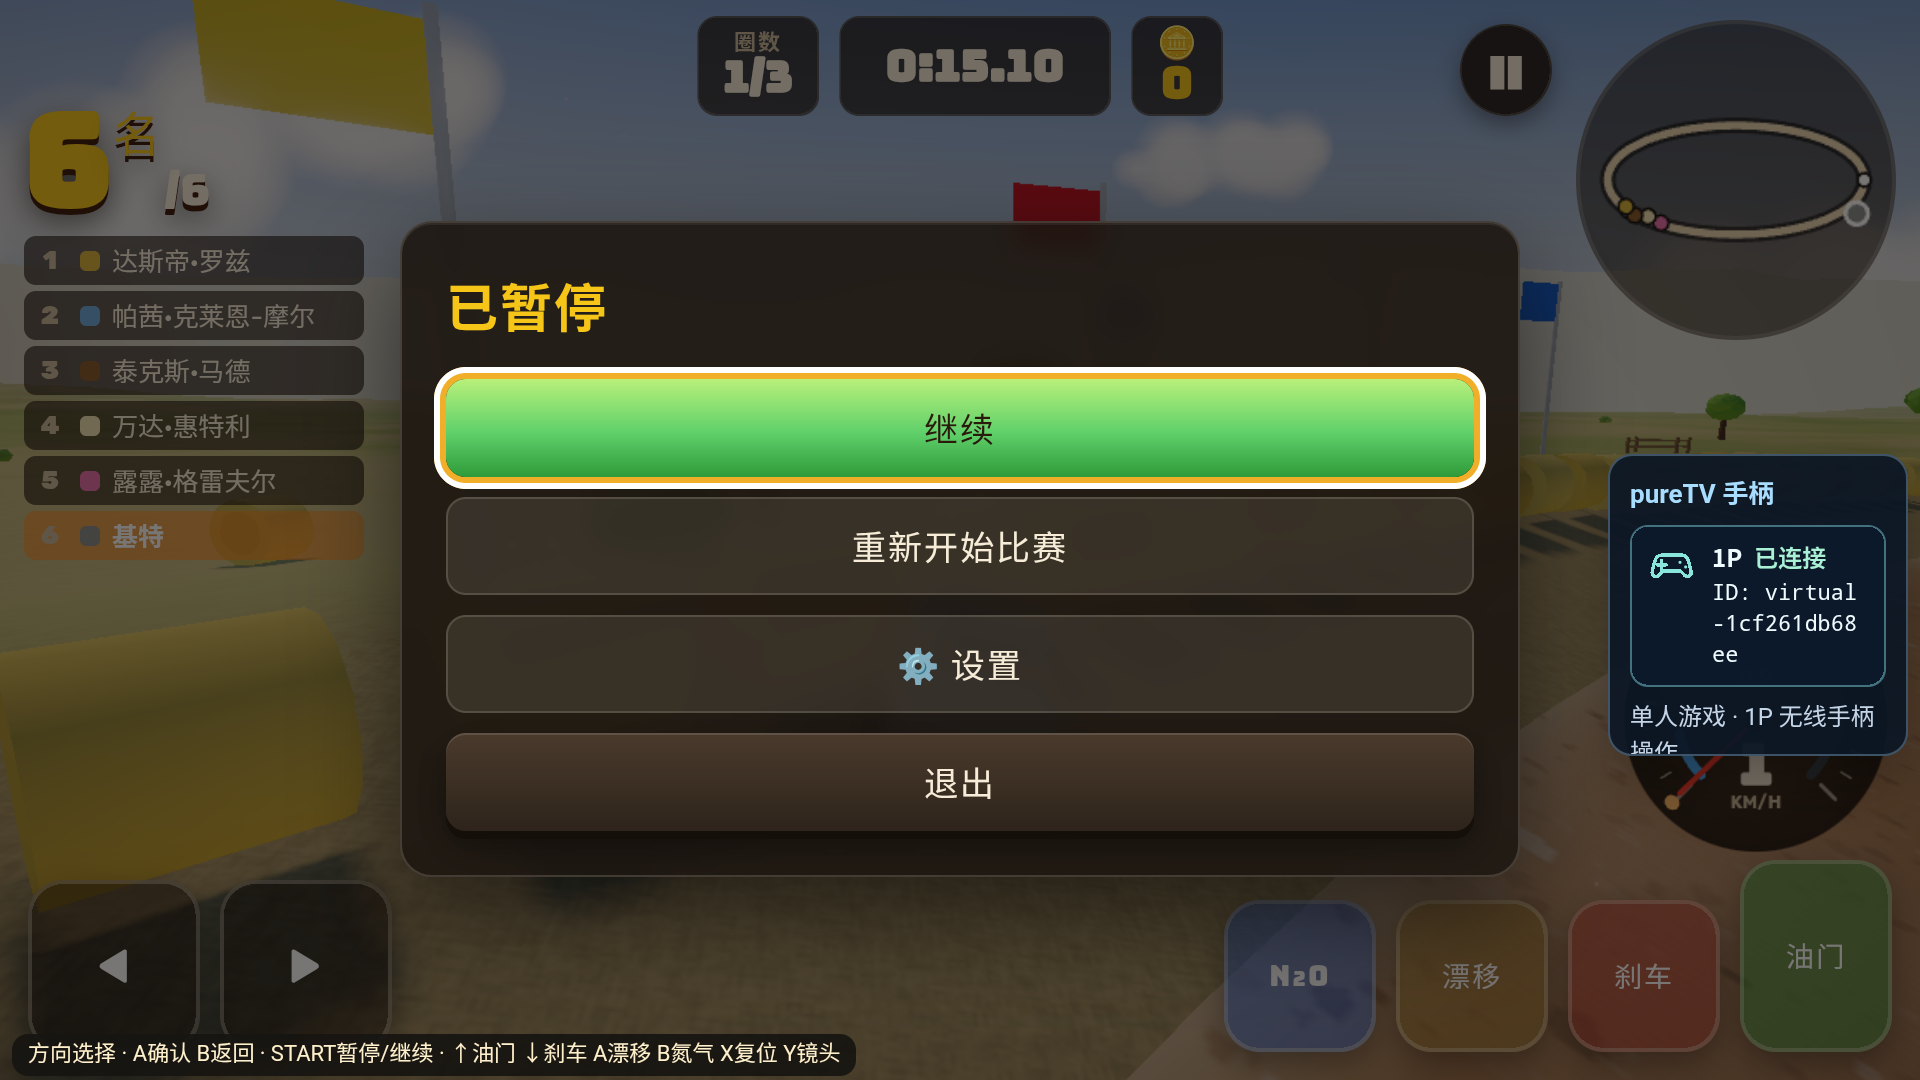 圈数
1/3
0:15.10
0
6名
/6
1 达斯帝•罗兹
2 帕茜•克莱恩-摩尔
3 泰克斯•马德
4 万达•惠特利
5 露露•格雷夫尔
6 基特
已暂停
继续
重新开始比赛
设置
退出
pureTV 手柄
1P 已连接
ID: virtual
-1cf261db68
ee
单人游戏 · 1P 无线手柄
操作
1
KM/H
N2O
漂移
刹车
油门
方向选择 · A确认 B返回 · START暂停/继续 · ↑油门 ↓刹车 A漂移 B氮气 X复位 Y镜头